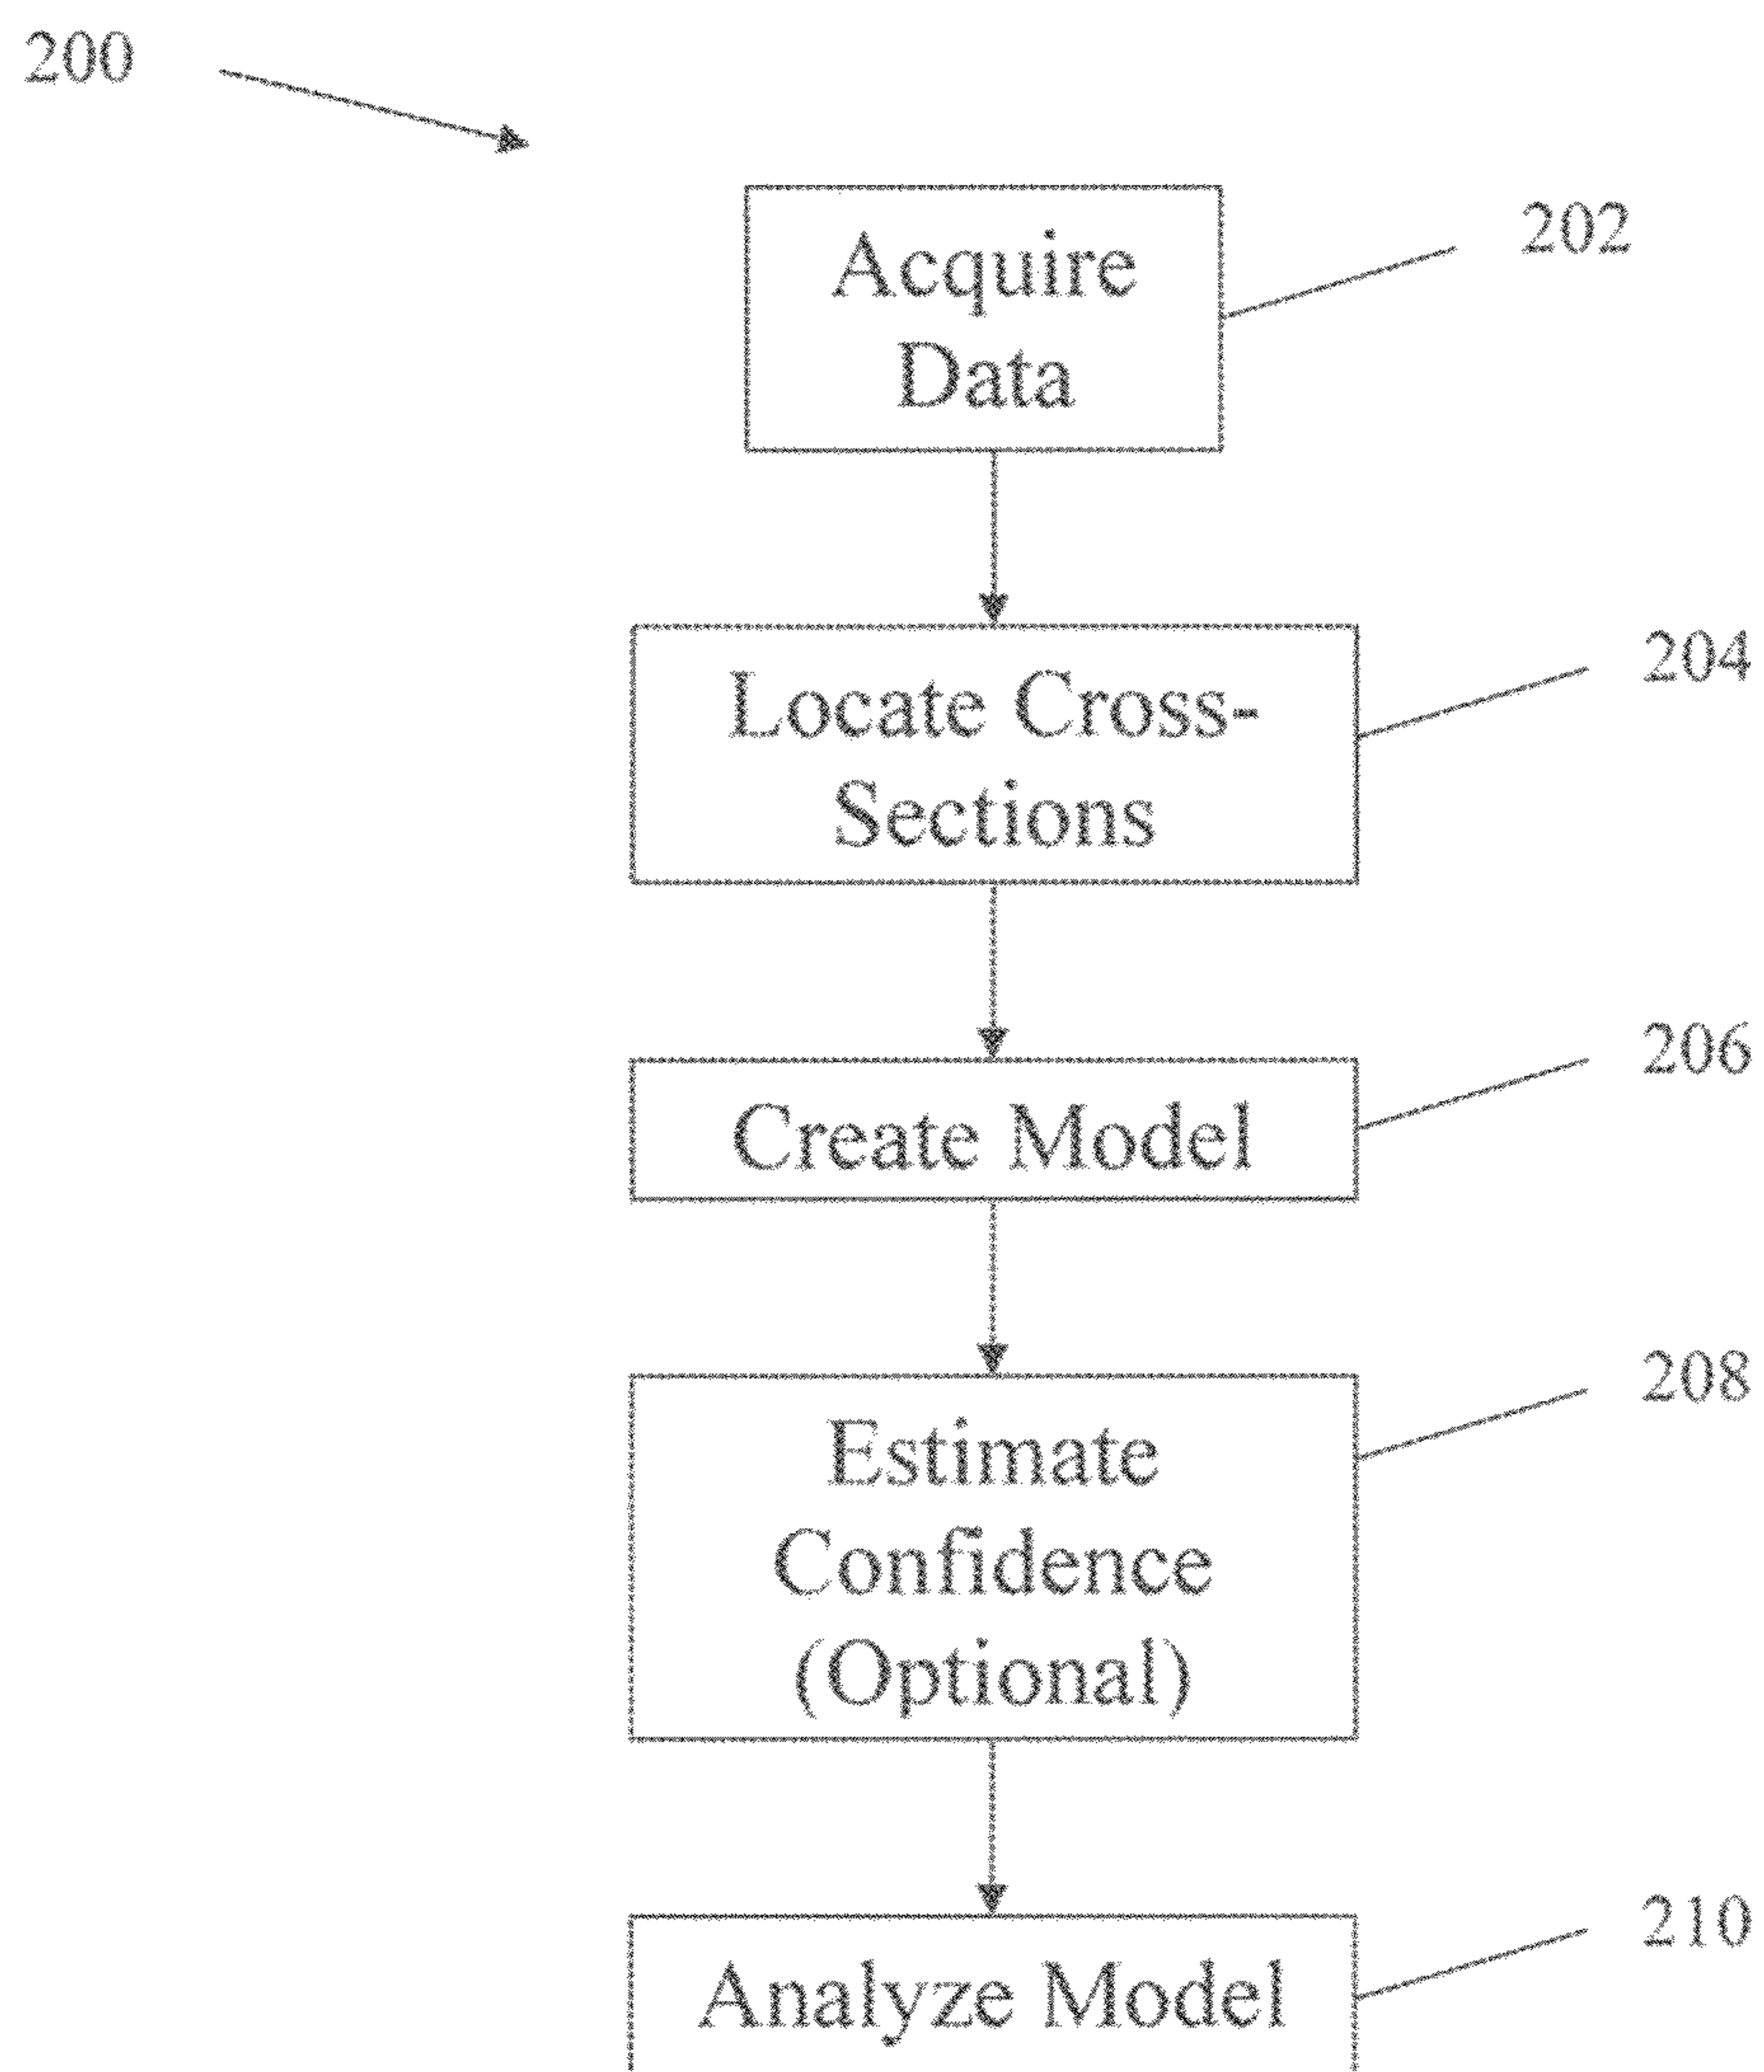 200
202
Acquire
Data
204
Locate Cross-
Sections
206
Create Model
208
Estimate
Confidence
(Optional)
210
Analyze Model